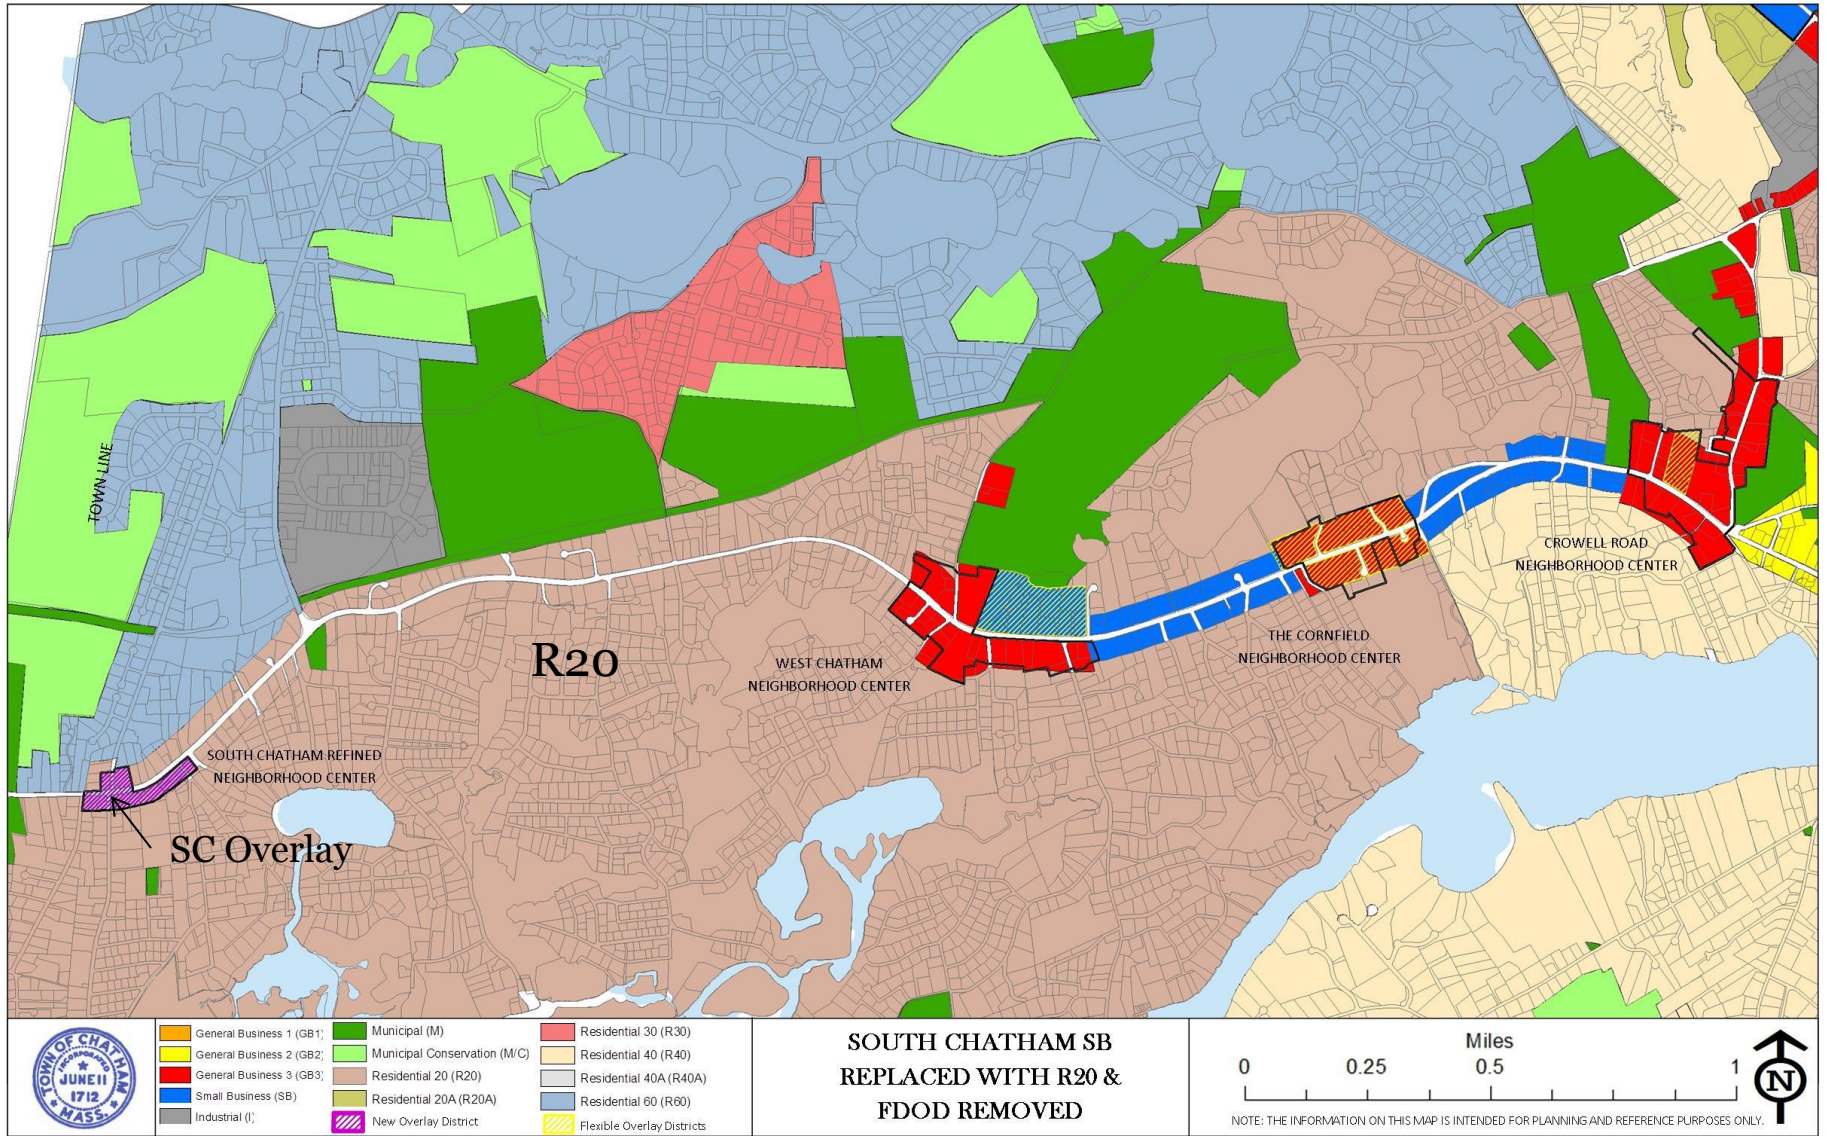 TOWN LINE
R20
WEST CHATHAM
NEIGHBORHOOD CENTER
THE CORNFIELD
NEIGHBORHOOD CENTER
CROWELL ROAD
NEIGHBORHOOD CENTER
SOUTH CHATHAM REFINED
NEIGHBORHOOD CENTER
SC Overlay
TOWN OF CHATHAM
INCORPORATED
JUNE 11
1712
MASS.
General Business 1 (GB1)
General Business 2 (GB2)
General Business 3 (GB3)
Small Business (SB)
Industrial (I)
Municipal (M)
Municipal Conservation (M/C)
Residential 20 (R20)
Residential 20A (R20A)
New Overlay District
Residential 30 (R30)
Residential 40 (R40)
Residential 40A (R40A)
Residential 60 (R60)
Flexible Overlay Districts
SOUTH CHATHAM SB
REPLACED WITH R20 &
FDOD REMOVED
Miles
0 0.25 0.5 1
N
NOTE: THE INFORMATION ON THIS MAP IS INTENDED FOR PLANNING AND REFERENCE PURPOSES ONLY.